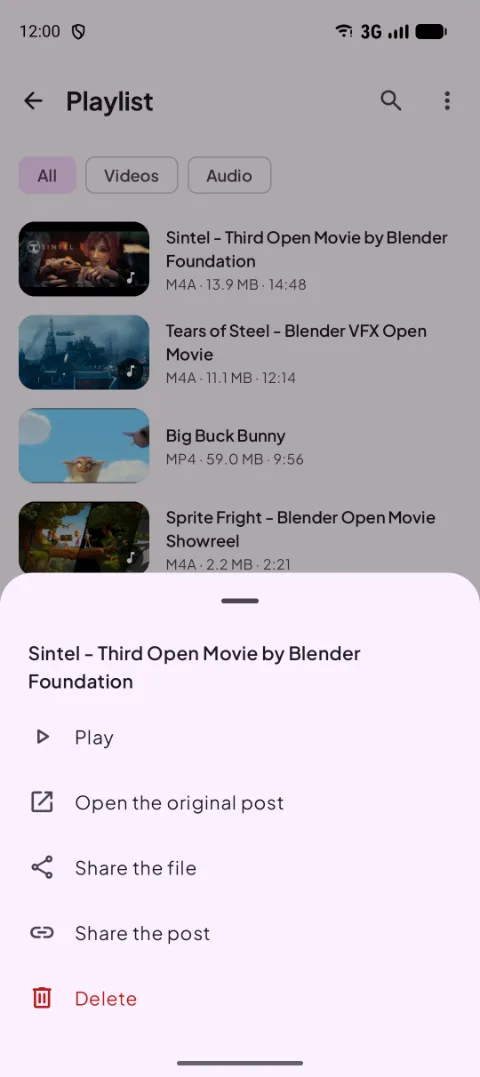 12:00
3G
Playlist
All
Videos
Audio
SINTEL
Sintel - Third Open Movie by Blender
Foundation
M4A · 13.9 MB · 14:48
Tears of Steel - Blender VFX Open
Movie
M4A · 11.1 MB · 12:14
Big Buck Bunny
MP4 · 59.0 MB · 9:56
Sprite Fright - Blender Open Movie
Showreel
M4A · 2.2 MB · 2:21
Sintel - Third Open Movie by Blender
Foundation
Play
Open the original post
Share the file
Share the post
Delete